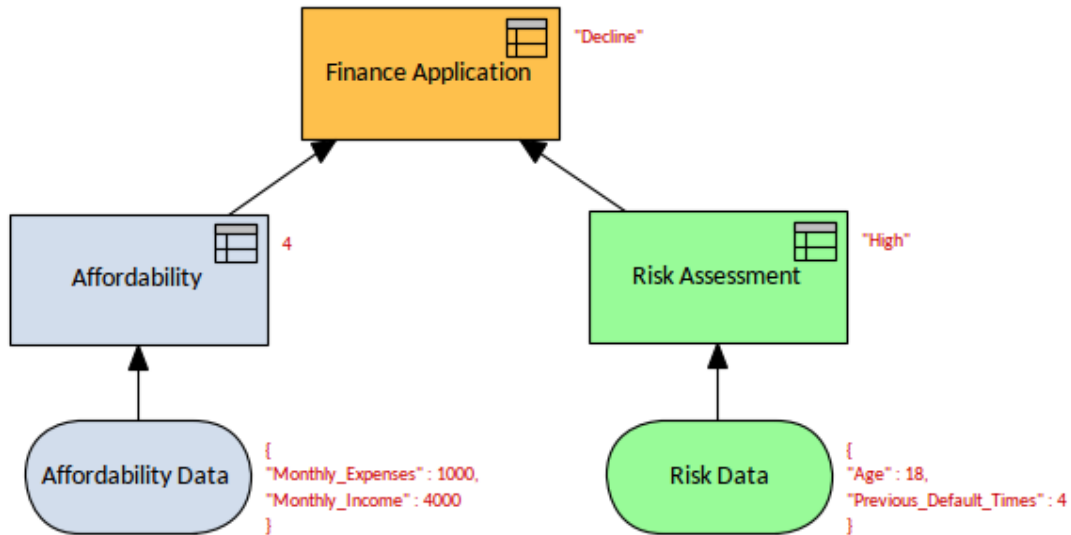 Finance Application
"Decline"
Affordability
4
Risk Assessment
"High"
Affordability Data
{
"Monthly_Expenses" : 1000,
"Monthly_Income" : 4000
}
Risk Data
{
"Age" : 18,
"Previous_Default_Times" : 4
}